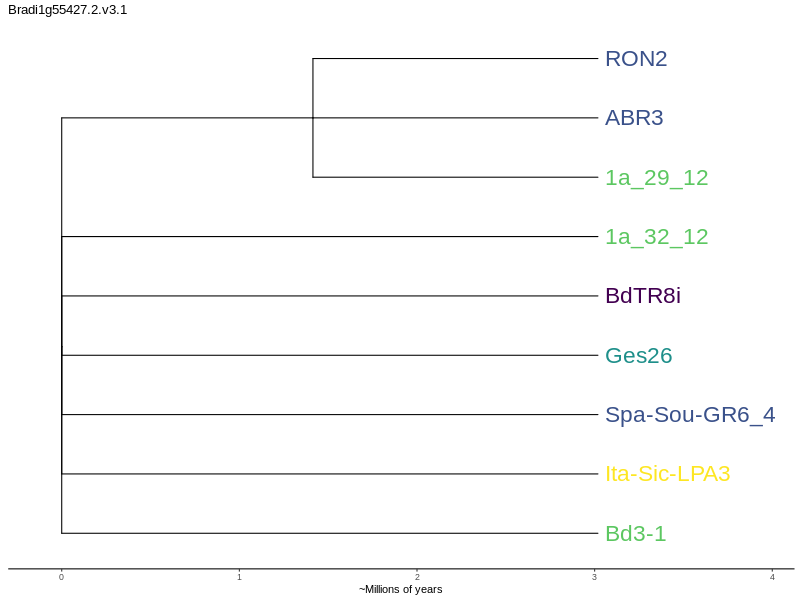 Bradi1g55427.2.v3.1
RON2
ABR3
1a_29_12
1a_32_12
BdTR8i
Ges26
Spa-Sou-GR6_4
Ita-Sic-LPA3
Bd3-1
0 1 2 3 4
~Millions of years